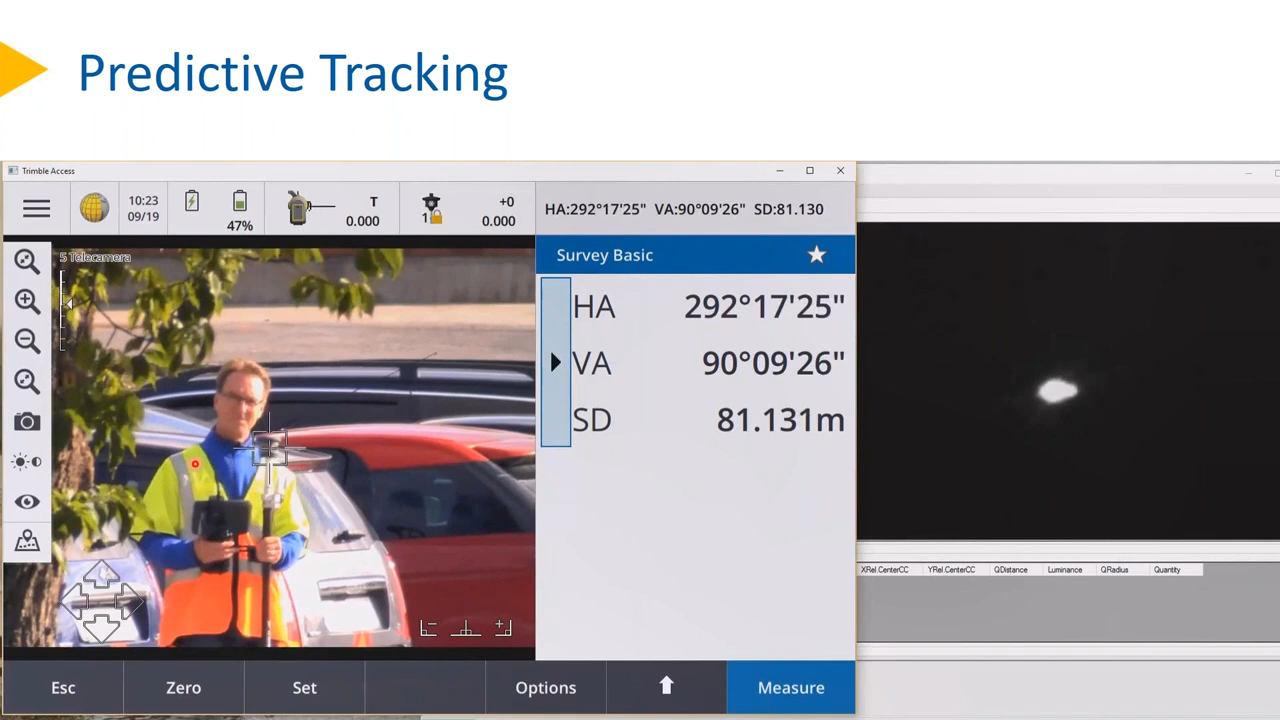 Predictive Tracking
Trimble Access
10:23
09/19
47%
T
0.000
1
+0
0.000
HA:292°17'25" VA:90°09'26" SD:81.130
5 Telecamera
Survey Basic
HA 292°17'25"
VA 90°09'26"
SD 81.131m
XRel.CenterCC YRel.CenterCC QDistance Luminance QRadius Quantity
Esc Zero Set Options Measure